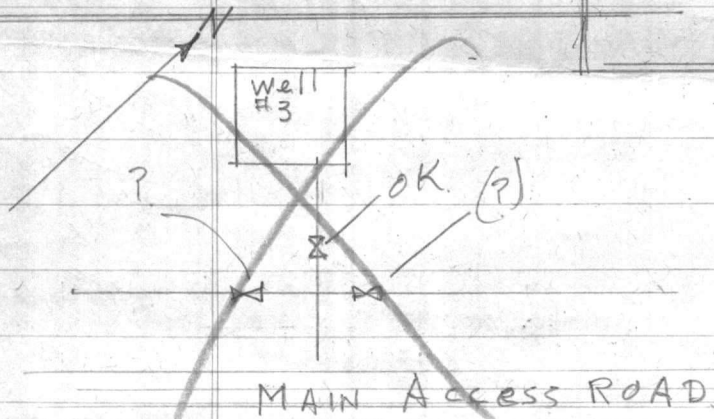 N
Well
#3
?
OK.
(?)
MAIN ACCESS ROAD